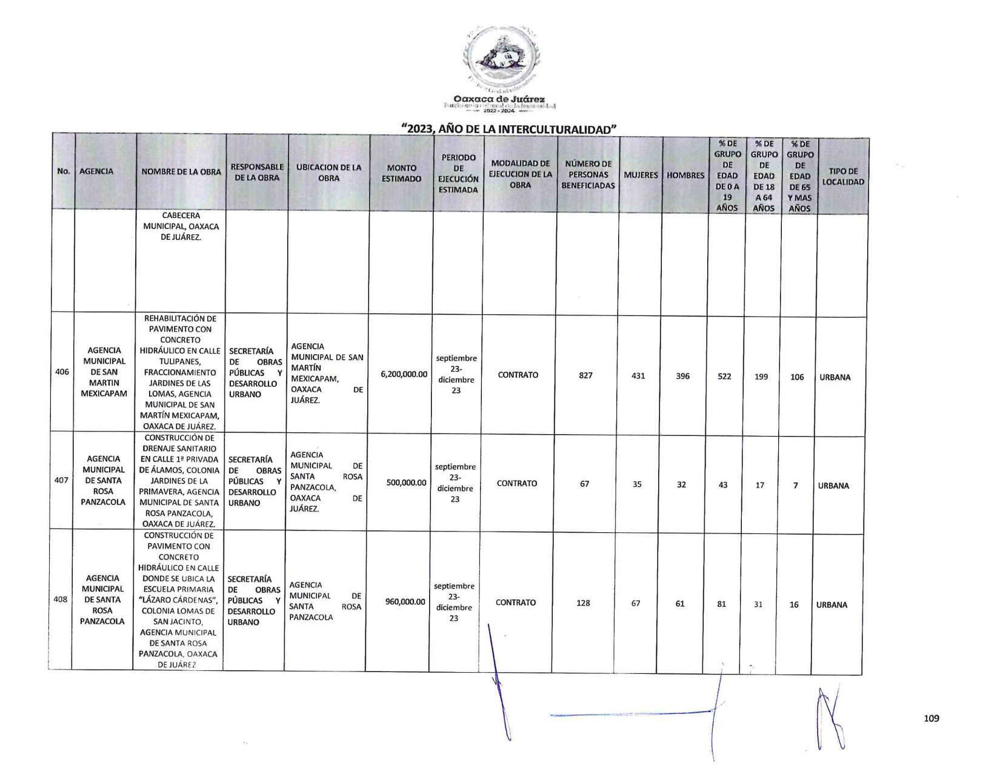 Oaxaca de Juárez
2022 - 2024
“2023, AÑO DE LA INTERCULTURALIDAD”
No.
AGENCIA
NOMBRE DE LA OBRA
RESPONSABLE
DE LA OBRA
UBICACION DE LA
OBRA
MONTO
ESTIMADO
PERIODO
DE
EJECUCIÓN
ESTIMADA
MODALIDAD DE
EJECUCION DE LA
OBRA
NÚMERO DE
PERSONAS
BENEFICIADAS
MUJERES
HOMBRES
% DE
GRUPO
DE
EDAD
DE 0 A
19
AÑOS
% DE
GRUPO
DE
EDAD
DE 18
A 64
AÑOS
% DE
GRUPO
DE
EDAD
DE 65
Y MAS
AÑOS
TIPO DE
LOCALIDAD
CABECERA
MUNICIPAL, OAXACA
DE JUÁREZ.
406
AGENCIA
MUNICIPAL
DE SAN
MARTIN
MEXICAPAM
REHABILITACIÓN DE
PAVIMENTO CON
CONCRETO
HIDRÁULICO EN CALLE
TULIPANES,
FRACCIONAMIENTO
JARDINES DE LAS
LOMAS, AGENCIA
MUNICIPAL DE SAN
MARTÍN MEXICAPAM,
OAXACA DE JUÁREZ.
SECRETARÍA
DE OBRAS
PÚBLICAS Y
DESARROLLO
URBANO
AGENCIA
MUNICIPAL DE SAN
MARTÍN
MEXICAPAM,
OAXACA DE
JUÁREZ.
6,200,000.00
septiembre
23-
diciembre
23
CONTRATO
827
431
396
522
199
106
URBANA
407
AGENCIA
MUNICIPAL
DE SANTA
ROSA
PANZACOLA
CONSTRUCCIÓN DE
DRENAJE SANITARIO
EN CALLE 1ª PRIVADA
DE ÁLAMOS, COLONIA
JARDINES DE LA
PRIMAVERA, AGENCIA
MUNICIPAL DE SANTA
ROSA PANZACOLA,
OAXACA DE JUÁREZ.
SECRETARÍA
DE OBRAS
PÚBLICAS Y
DESARROLLO
URBANO
AGENCIA
MUNICIPAL DE
SANTA ROSA
PANZACOLA,
OAXACA DE
JUÁREZ.
500,000.00
septiembre
23-
diciembre
23
CONTRATO
67
35
32
43
17
7
URBANA
408
AGENCIA
MUNICIPAL
DE SANTA
ROSA
PANZACOLA
CONSTRUCCIÓN DE
PAVIMENTO CON
CONCRETO
HIDRÁULICO EN CALLE
DONDE SE UBICA LA
ESCUELA PRIMARIA
“LÁZARO CÁRDENAS”,
COLONIA LOMAS DE
SAN JACINTO,
AGENCIA MUNICIPAL
DE SANTA ROSA
PANZACOLA, OAXACA
DE JUÁREZ
SECRETARÍA
DE OBRAS
PÚBLICAS Y
DESARROLLO
URBANO
AGENCIA
MUNICIPAL DE
SANTA ROSA
PANZACOLA
960,000.00
septiembre
23-
diciembre
23
CONTRATO
128
67
61
81
31
16
URBANA
109